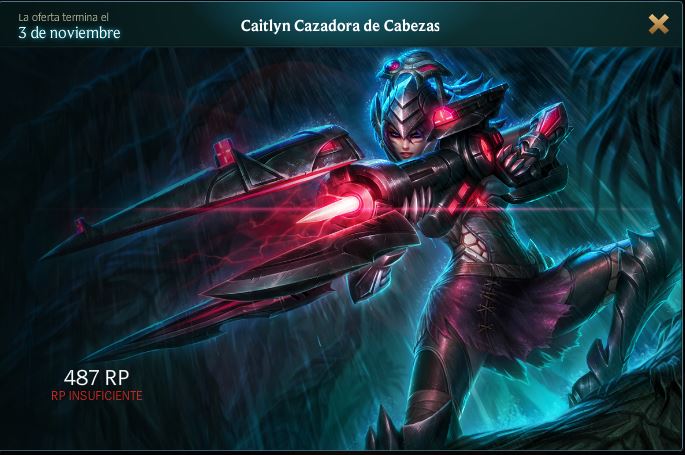 La oferta termina el
3 de noviembre
Caitlyn Cazadora de Cabezas
487 RP
RP INSUFICIENTE